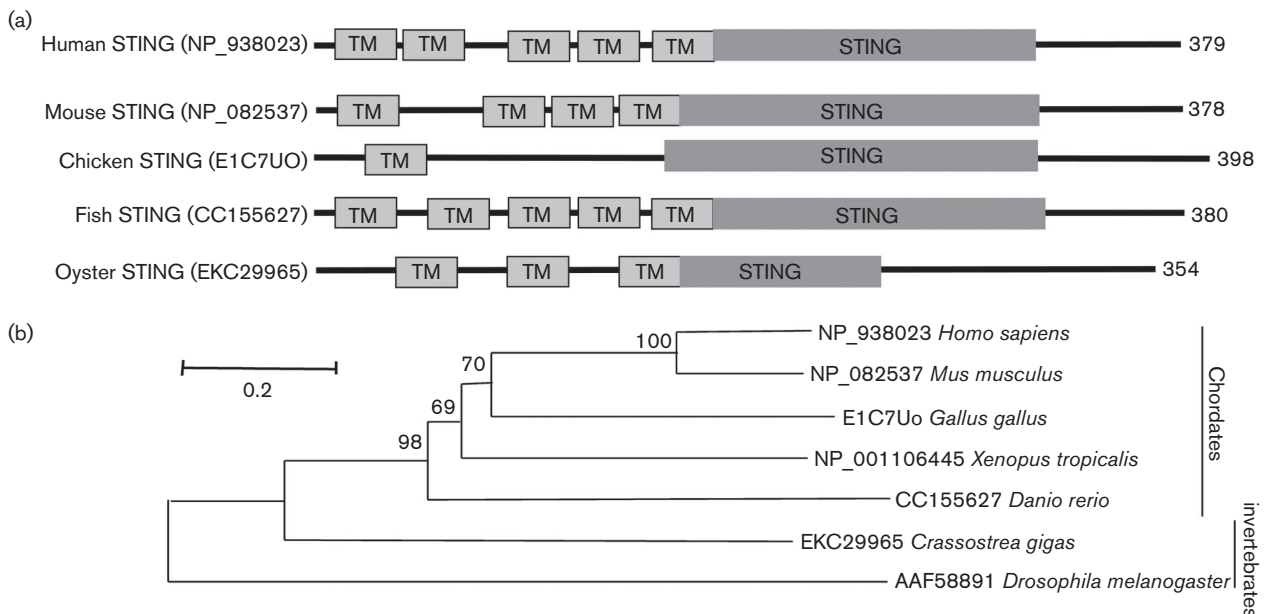 (a)
Human STING (NP_938023) TM TM TM TM TM STING 379
Mouse STING (NP_082537) TM TM TM TM STING 378
Chicken STING (E1C7UO) TM STING 398
Fish STING (CC155627) TM TM TM TM TM STING 380
Oyster STING (EKC29965) TM TM TM STING 354
(b)
0.2
100
70
69
98
NP_938023 Homo sapiens
NP_082537 Mus musculus
E1C7Uo Gallus gallus
NP_001106445 Xenopus tropicalis
CC155627 Danio rerio
EKC29965 Crassostrea gigas
AAF58891 Drosophila melanogaster
Chordates
invertebrates